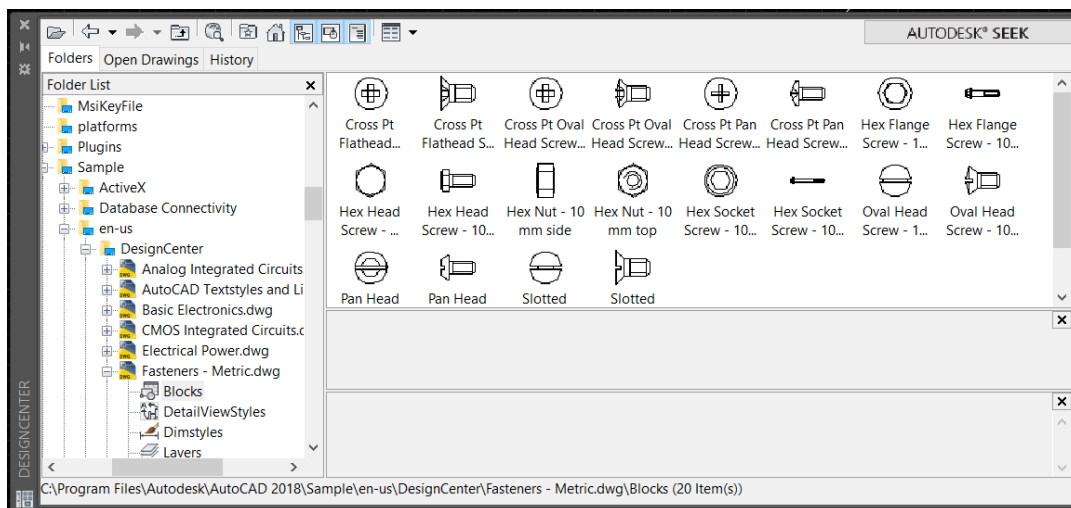 AUTODESK® SEEK
Folders Open Drawings History
Folder List
MsiKeyFile
platforms
Plugins
Sample
ActiveX
Database Connectivity
en-us
DesignCenter
Analog Integrated Circuits
AutoCAD Textstyles and Li
Basic Electronics.dwg
CMOS Integrated Circuits.c
Electrical Power.dwg
Fasteners - Metric.dwg
Blocks
DetailViewStyles
Dimstyles
Layers
Cross Pt Cross Pt Cross Pt Oval Cross Pt Oval Cross Pt Pan Cross Pt Pan Hex Flange Hex Flange
Flathead... Flathead S... Head Screw... Head Screw... Head Screw... Head Screw... Screw - 1... Screw - 10...
Hex Head Hex Head Hex Nut - 10 Hex Nut - 10 Hex Socket Hex Socket Oval Head Oval Head
Screw - ... Screw - 10... mm side mm top Screw - 10... Screw - 10... Screw - 1... Screw - 10...
Pan Head Pan Head Slotted Slotted
DESIGNCENTER
C:\Program Files\Autodesk\AutoCAD 2018\Sample\en-us\DesignCenter\Fasteners - Metric.dwg\Blocks (20 Item(s))